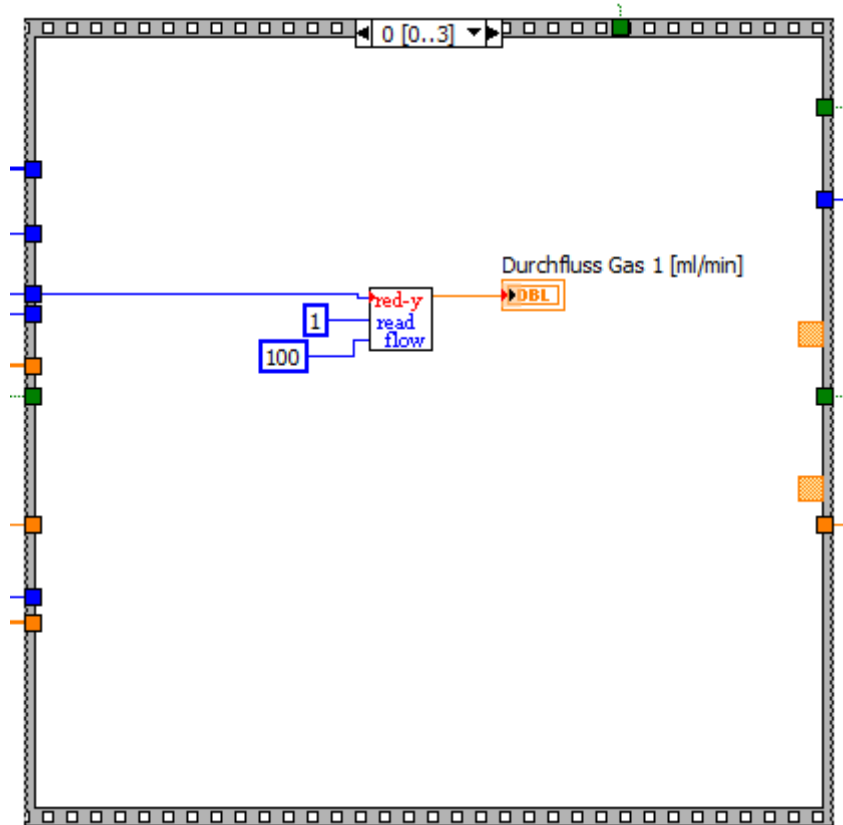 0 [0..3]
Durchfluss Gas 1 [ml/min]
red-y
read
flow
DBL
1
100